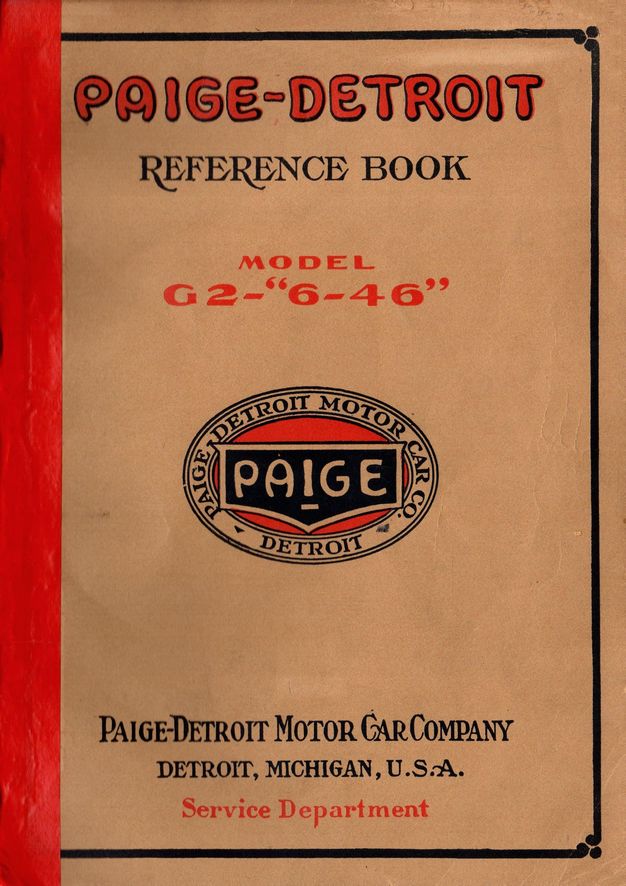 PAIGE-DETROIT
REFERENCE BOOK
MODEL
G2-“6-46”
PAIGE-DETROIT MOTOR CAR CO.
PAIGE
DETROIT
PAIGE-DETROIT MOTOR CAR COMPANY
DETROIT, MICHIGAN, U.S.A.
Service Department